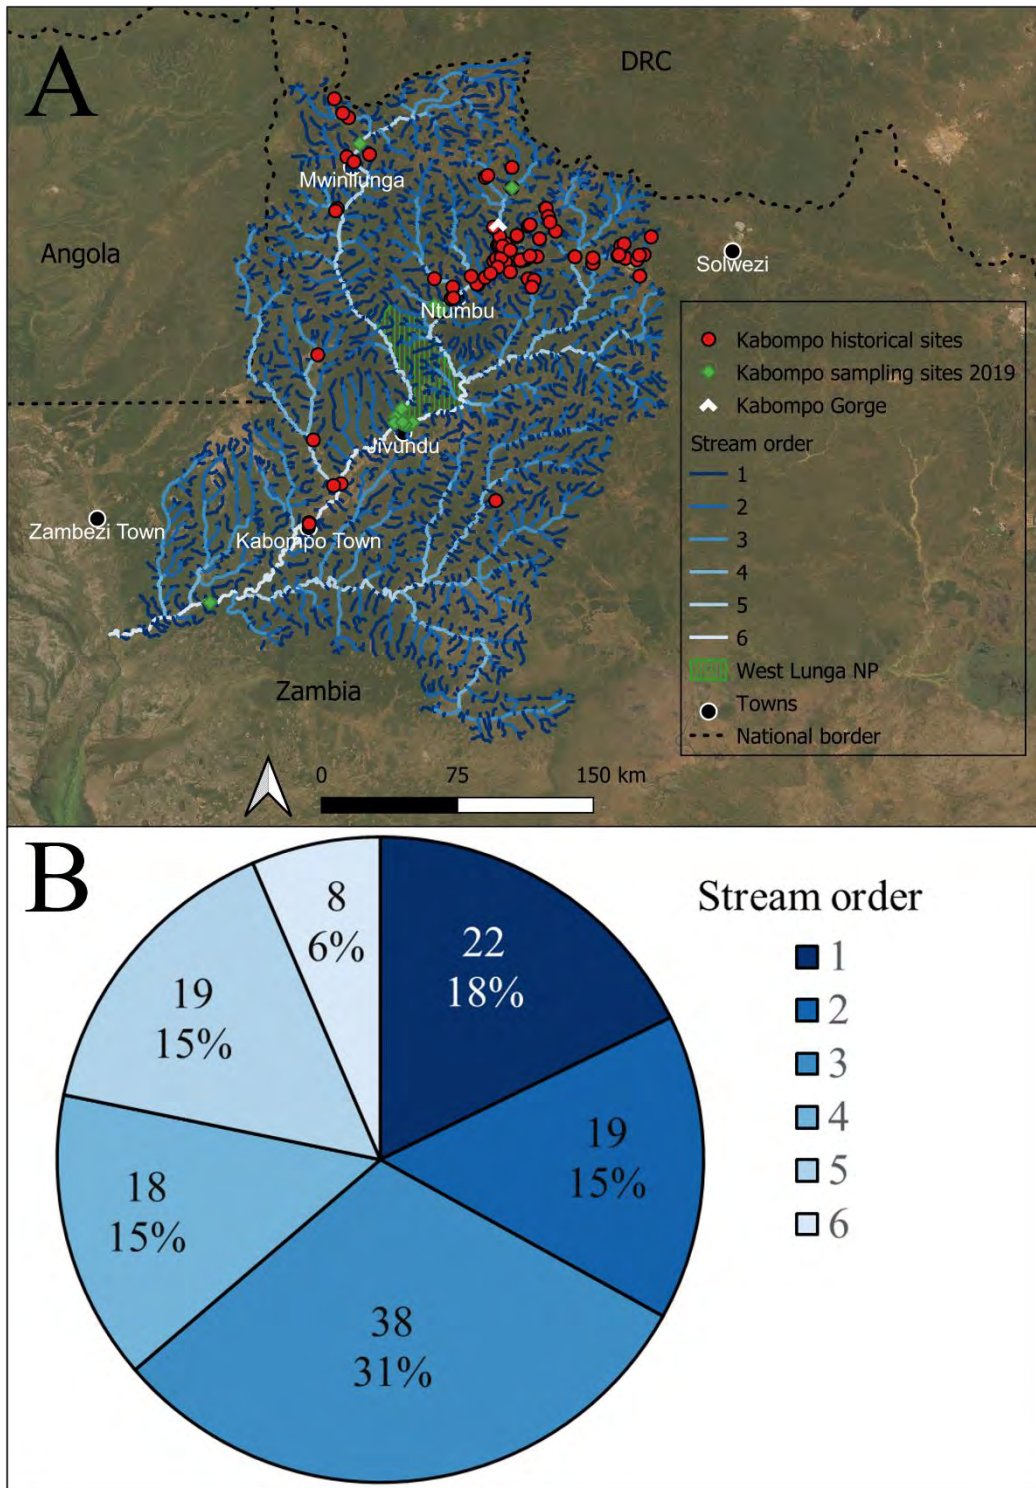 A
DRC
Mwinilunga
Angola
Solwezi
Ntumbu
Jivundu
Zambezi Town
Kabompo Town
Zambia
Kabompo historical sites
Kabompo sampling sites 2019
Kabompo Gorge
Stream order
1
2
3
4
5
6
West Lunga NP
Towns
National border
0 75 150 km
B
8
6%
22
18%
19
15%
19
15%
18
15%
38
31%
Stream order
1
2
3
4
5
6